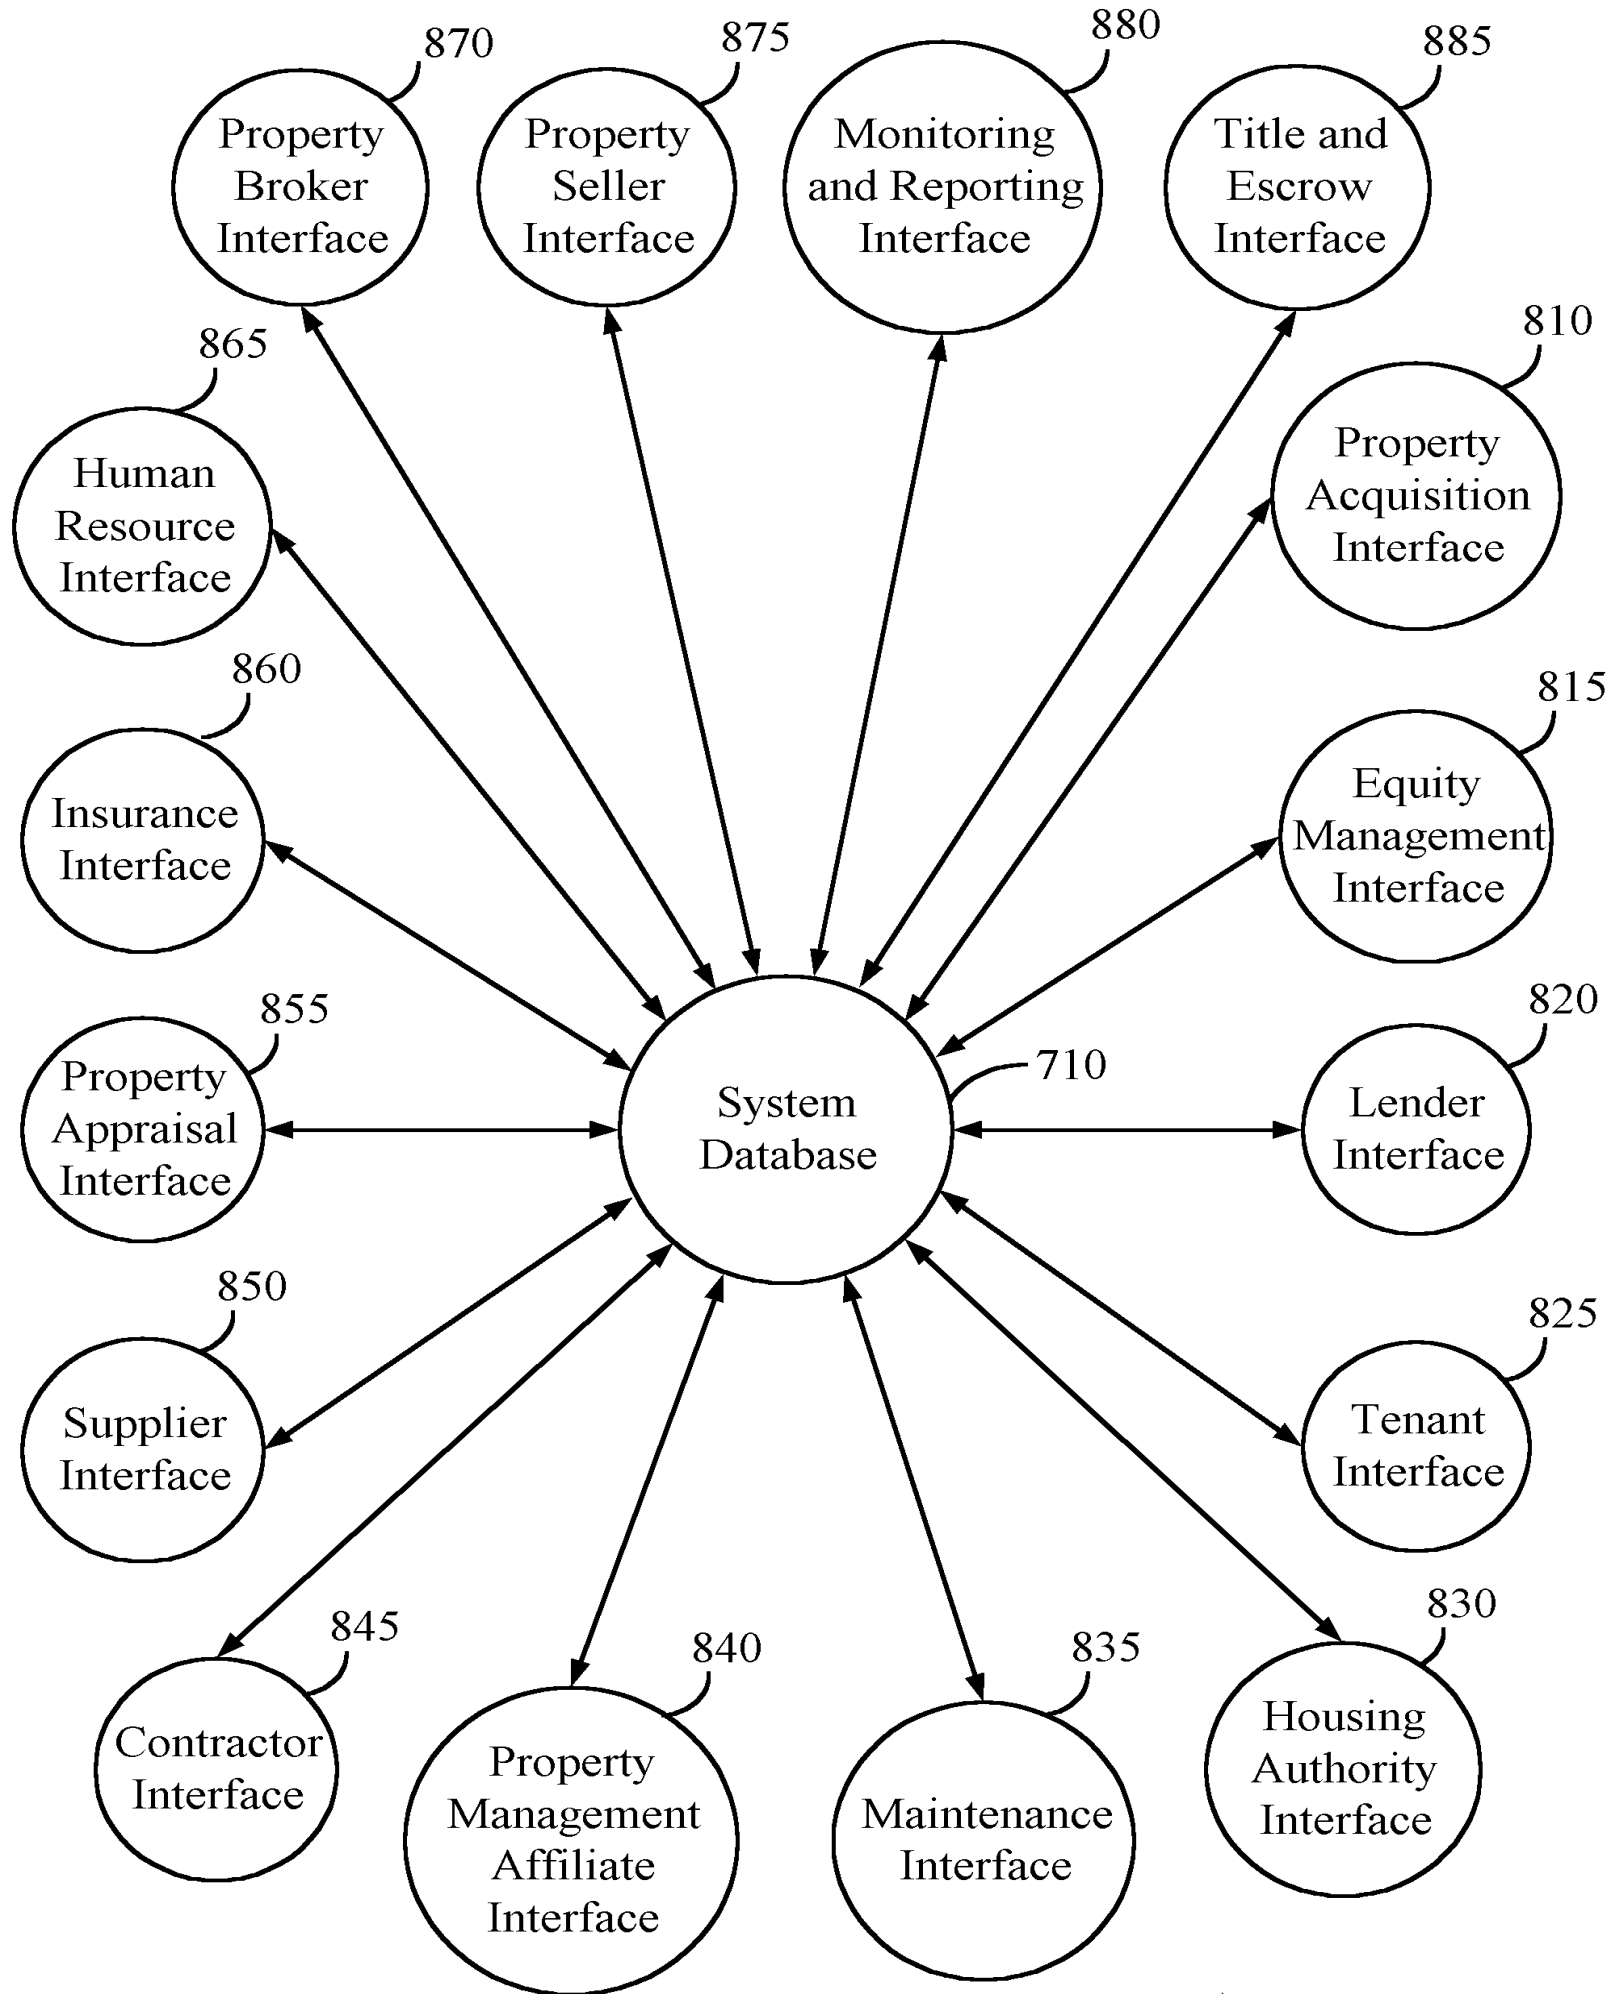 870
Property
Broker
Interface
875
Property
Seller
Interface
880
Monitoring
and Reporting
Interface
885
Title and
Escrow
Interface
865
Human
Resource
Interface
810
Property
Acquisition
Interface
860
Insurance
Interface
815
Equity
Management
Interface
855
Property
Appraisal
Interface
710
System
Database
820
Lender
Interface
850
Supplier
Interface
825
Tenant
Interface
845
Contractor
Interface
840
Property
Management
Affiliate
Interface
835
Maintenance
Interface
830
Housing
Authority
Interface